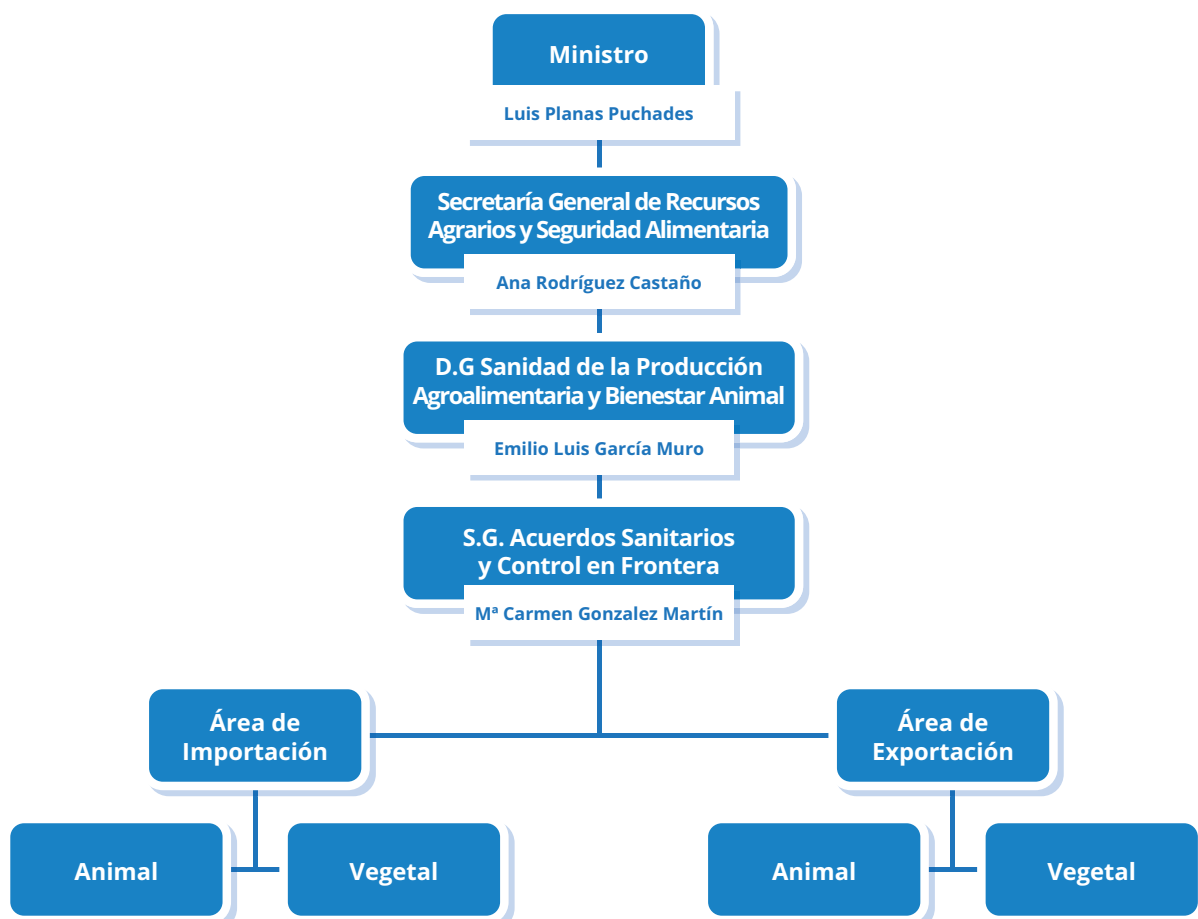 Ministro
Luis Planas Puchades
Secretaría General de Recursos
Agrarios y Seguridad Alimentaria
Ana Rodríguez Castaño
D.G Sanidad de la Producción
Agroalimentaria y Bienestar Animal
Emilio Luis García Muro
S.G. Acuerdos Sanitarios
y Control en Frontera
Mª Carmen Gonzalez Martín
Área de
Importación
Área de
Exportación
Animal
Vegetal
Animal
Vegetal